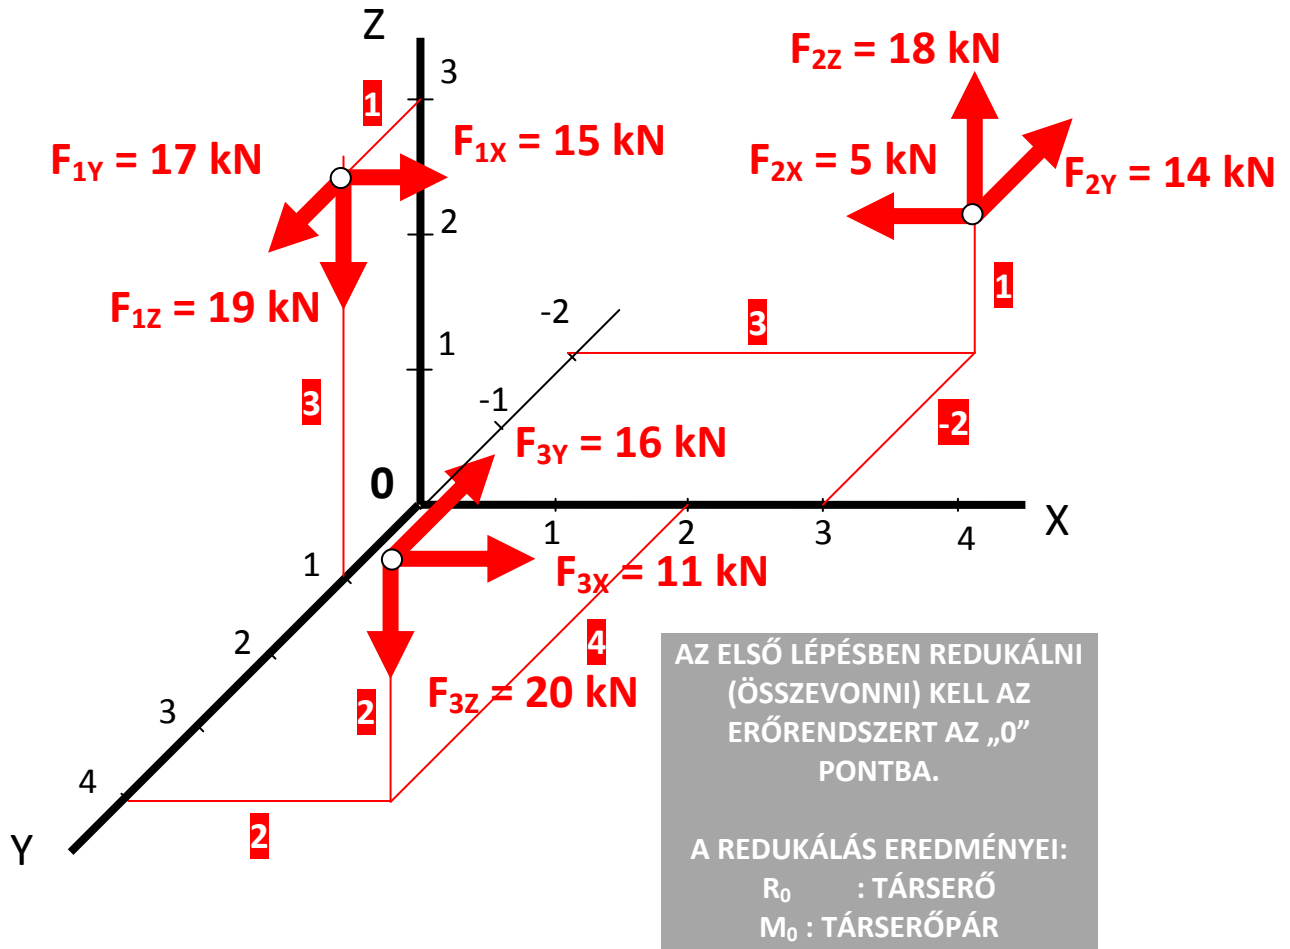 Z
F2Z = 18 kN
3
1
F1Y = 17 kN
F1X = 15 kN
F2X = 5 kN
F2Y = 14 kN
2
F1Z = 19 kN
1
-2
3
1
3
-1
-2
F3Y = 16 kN
0
X
1
2
3
4
1
F3X = 11 kN
2
4
F3Z = 20 kN
2
3
4
2
Y
AZ ELSŐ LÉPÉSBEN REDUKÁLNI
(ÖSSZEVONNI) KELL AZ
ERŐRENDSZERT AZ „0”
PONTBA.
A REDUKÁLÁS EREDMÉNYEI:
R0 : TÁRSERŐ
M0 : TÁRSERŐPÁR